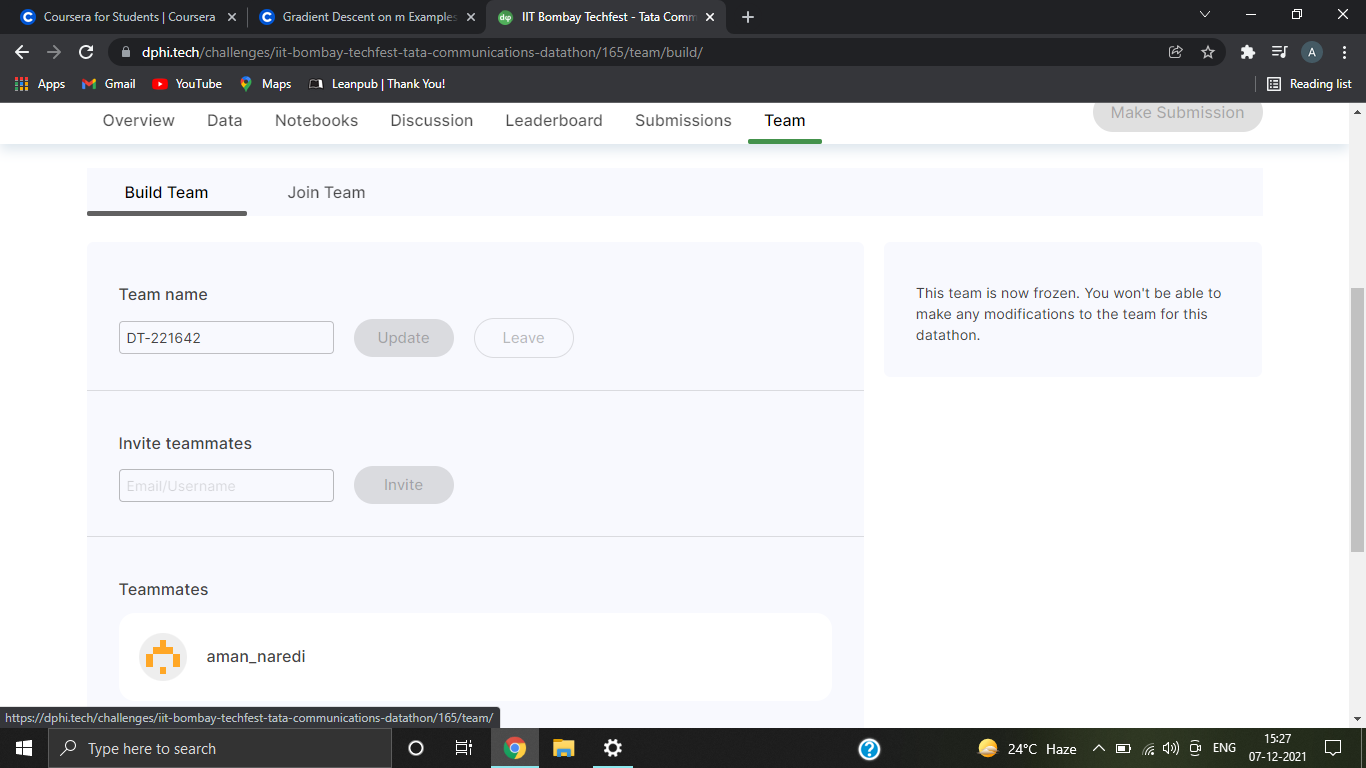 Coursera for Students | Coursera
Gradient Descent on m Examples
IIT Bombay Techfest - Tata Comm
dphi.tech/challenges/iit-bombay-techfest-tata-communications-datathon/165/team/build/
A
Apps
Gmail
YouTube
Maps
Leanpub | Thank You!
Reading list
Overview
Data
Notebooks
Discussion
Leaderboard
Submissions
Team
Make Submission
Build Team
Join Team
Team name
DT-221642
Update
Leave
This team is now frozen. You won't be able to
make any modifications to the team for this
datathon.
Invite teammates
Email/Username
Invite
Teammates
aman_naredi
https://dphi.tech/challenges/iit-bombay-techfest-tata-communications-datathon/165/team/
Type here to search
24°C Haze
ENG
15:27
07-12-2021